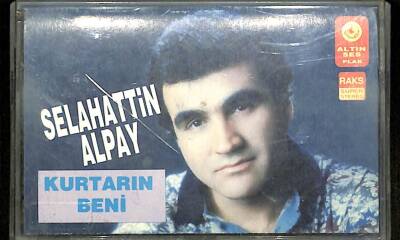 SELAHATTİN
ALPAY
KURTARIN
BENİ
ALTIN
SES
PLAK
RAKS
SUPER
STEREO